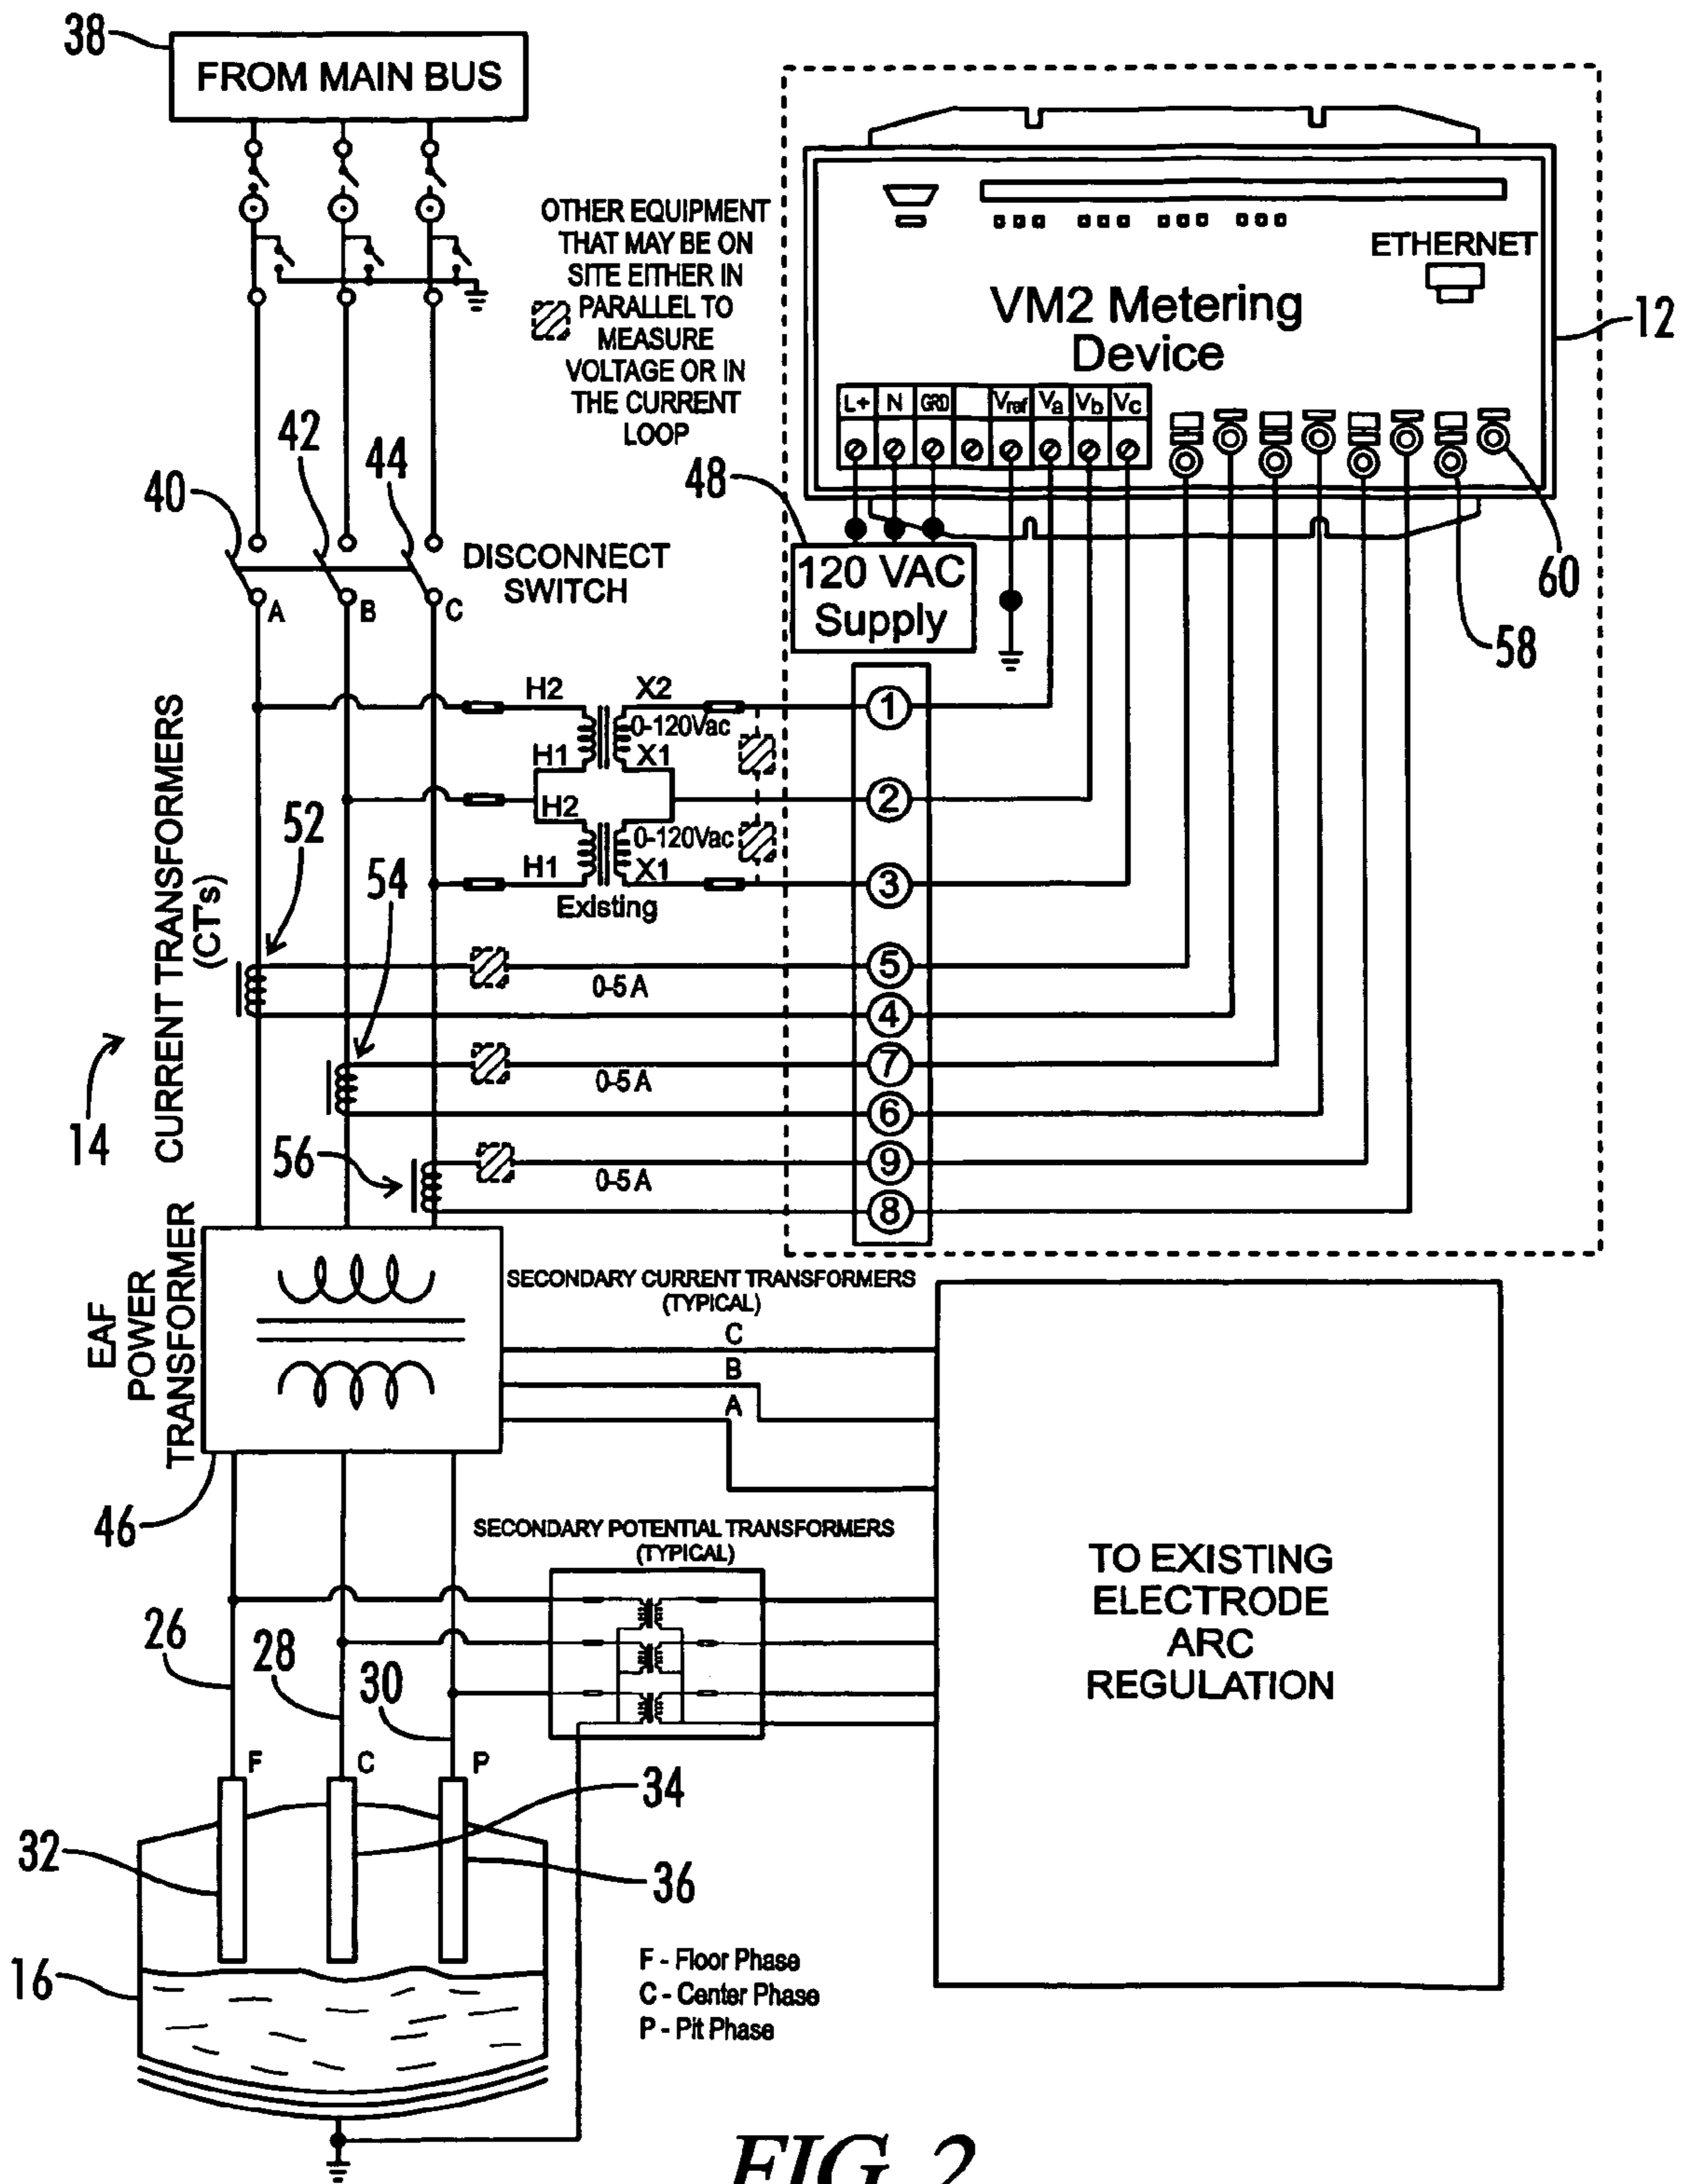 38
FROM MAIN BUS
OTHER EQUIPMENT
THAT MAY BE ON
SITE EITHER IN
PARALLEL TO
MEASURE
VOLTAGE OR IN
THE CURRENT
LOOP
ETHERNET
VM2 Metering
Device
12
L+ N GRD Vref Va Vb Vc
40
42
44
48
DISCONNECT
SWITCH
A B C
120 VAC
Supply
60
58
CURRENT TRANSFORMERS
(CT's)
H2 X2
0-120Vac
H1 X1
H2
0-120Vac
H1 X1
Existing
1
2
3
52
54
5
0-5 A
4
7
0-5 A
6
14
56
9
0-5 A
8
EAF
POWER
TRANSFORMER
SECONDARY CURRENT TRANSFORMERS
(TYPICAL)
C
B
A
46
SECONDARY POTENTIAL TRANSFORMERS
(TYPICAL)
TO EXISTING
ELECTRODE
ARC
REGULATION
26
28
30
F C P
34
32
36
16
F - Floor Phase
C - Center Phase
P - Pit Phase
FIG. 2